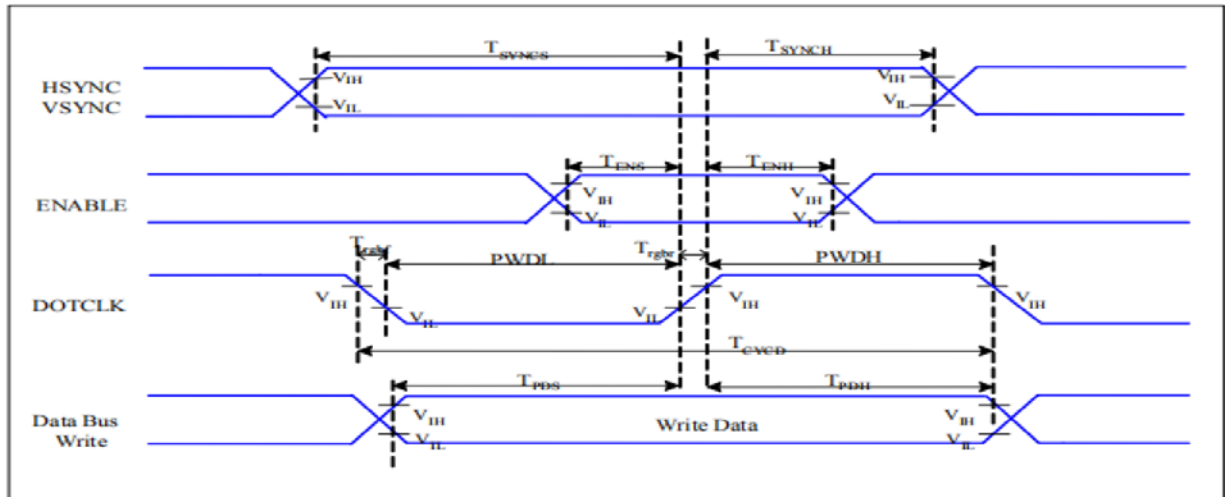 TSYNCS TSYNCH
VIH VIH
HSYNC
VSYNC VIL VIL
TENS TENH
VIH VIH
ENABLE VIL VIL
Trgbf PWDL Trgbr PWDH
VIH VIH VIH
DOTCLK VIL VIL
TCYCD
TPDS TPDH
Data Bus VIH Write Data VIH
Write VIL VIL